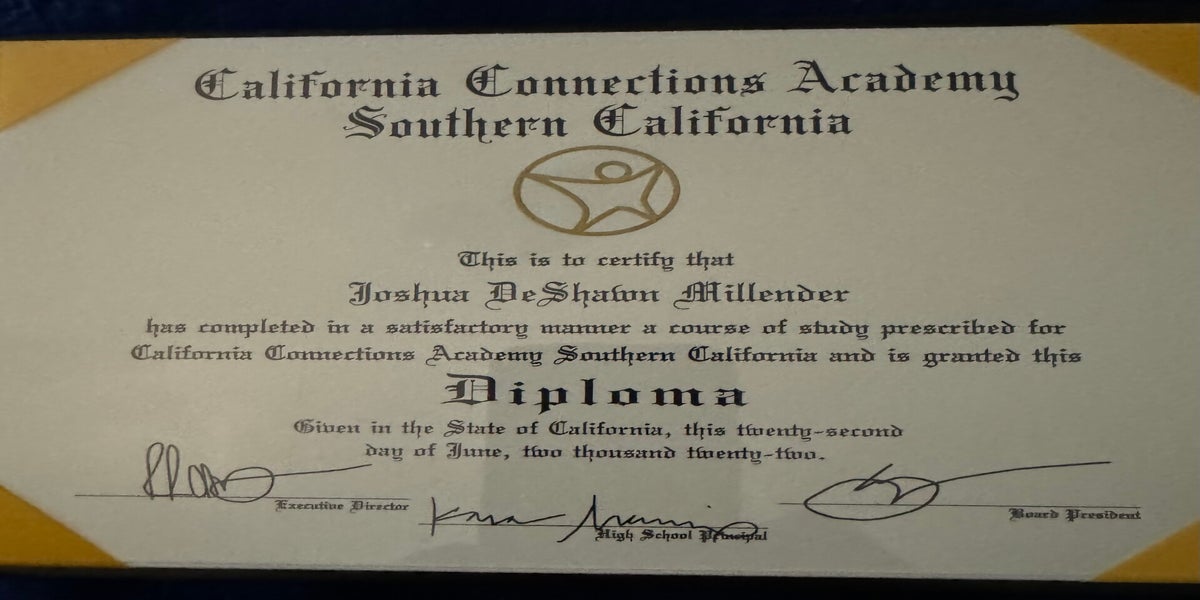 California Connections Academy
Southern California
This is to certify that
Joshua DeShawn Millender
has completed in a satisfactory manner a course of study prescribed for
California Connections Academy Southern California and is granted this
Diploma
Given in the State of California, this twenty-second
day of June, two thousand twenty-two.
Executive Director
High School Principal
Board President